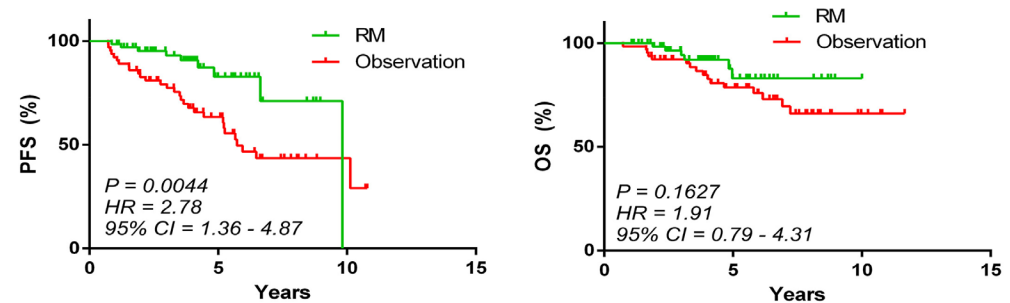 RM
Observation
100
50
0
PFS (%)
P = 0.0044
HR = 2.78
95% CI = 1.36 - 4.87
0 5 10 15
Years
RM
Observation
100
50
0
OS (%)
P = 0.1627
HR = 1.91
95% CI = 0.79 - 4.31
0 5 10 15
Years